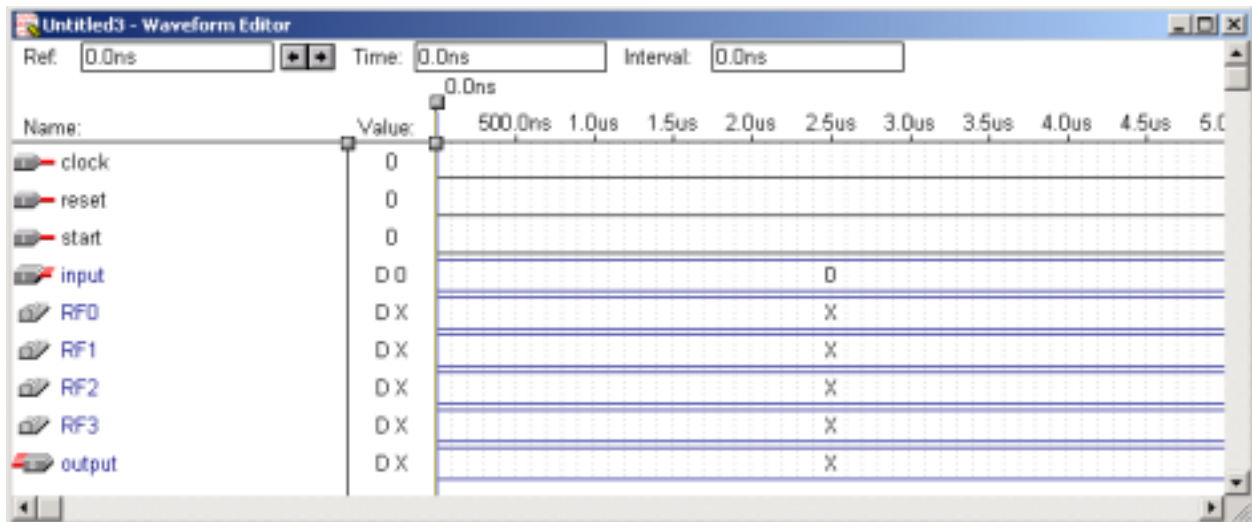 Untitled3 - Waveform Editor
Ref: 0.0ns Time: 0.0ns Interval: 0.0ns
0.0ns
Name: Value: 500.0ns 1.0us 1.5us 2.0us 2.5us 3.0us 3.5us 4.0us 4.5us 5.0
clock 0
reset 0
start 0
input D 0 0
RF0 D X X
RF1 D X X
RF2 D X X
RF3 D X X
output D X X